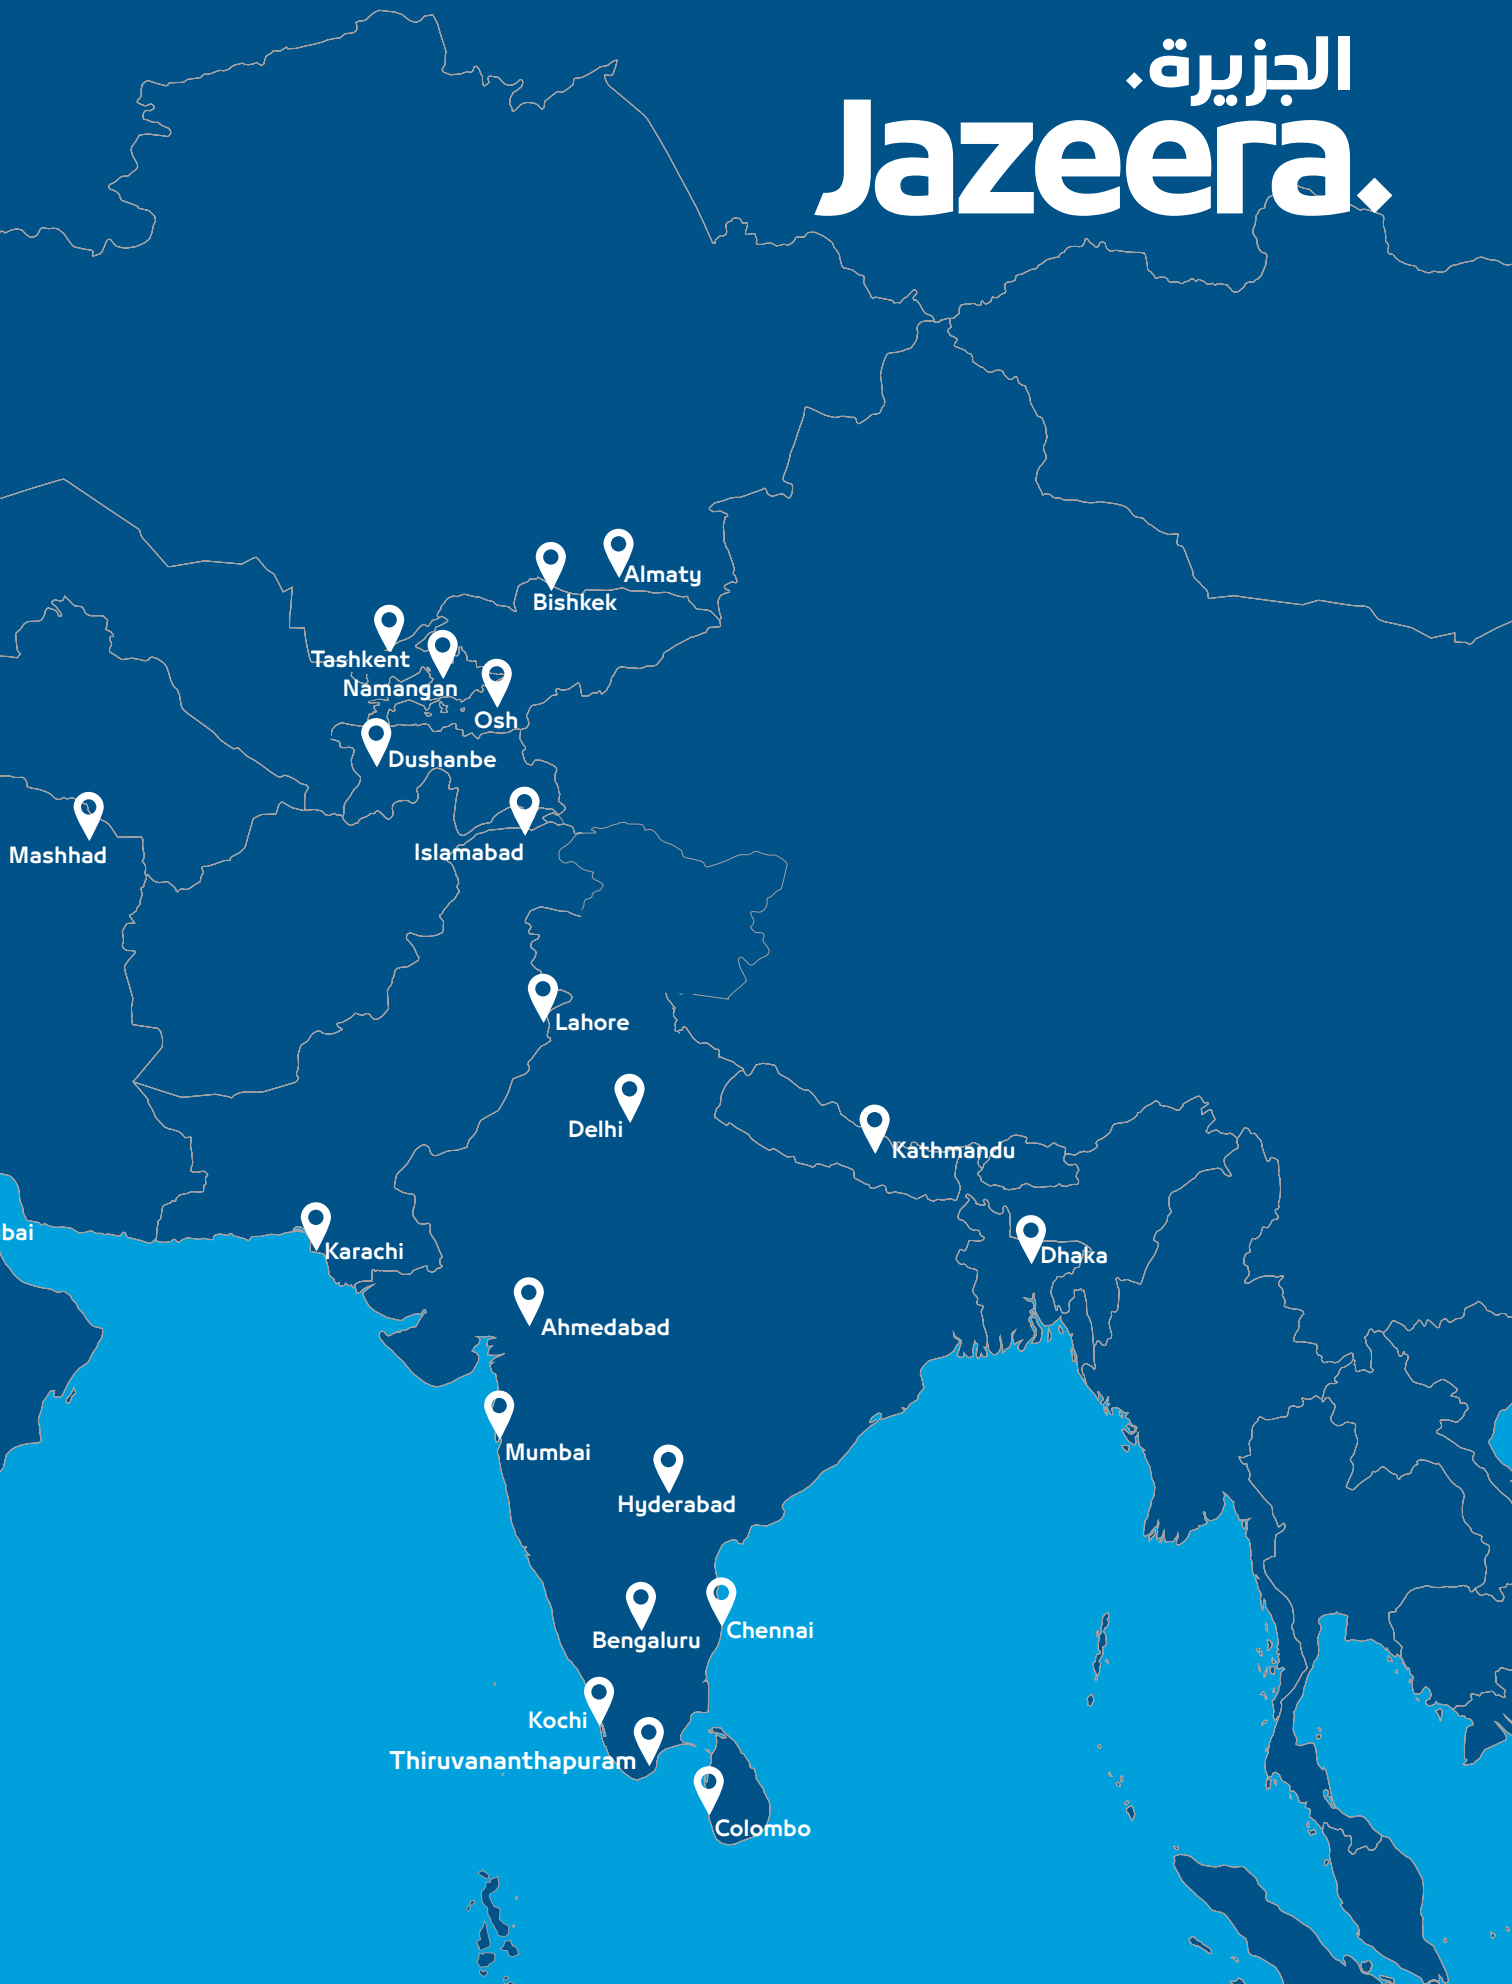 الجزيرة.
Jazeera.
Almaty
Bishkek
Tashkent
Namangan
Osh
Dushanbe
Islamabad
Mashhad
Lahore
Delhi
Kathmandu
bai
Karachi
Dhaka
Ahmedabad
Mumbai
Hyderabad
Chennai
Bengaluru
Kochi
Thiruvananthapuram
Colombo